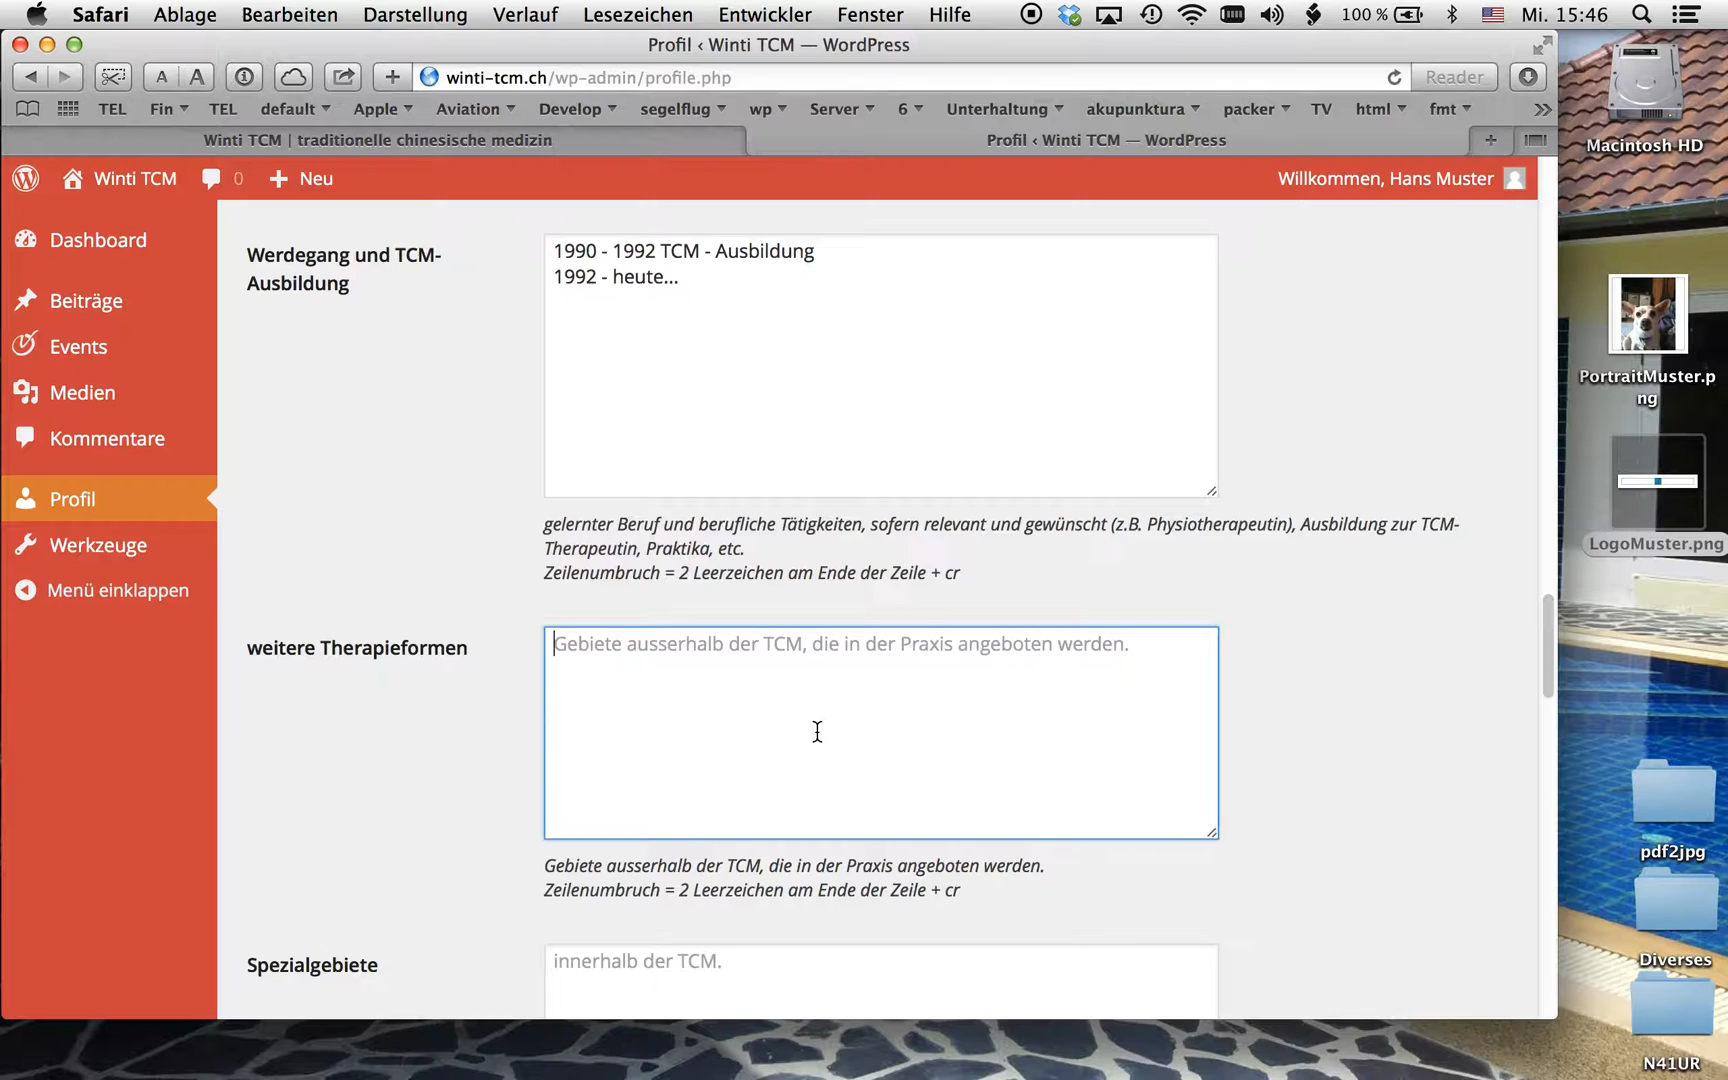 Safari Ablage Bearbeiten Darstellung Verlauf Lesezeichen Entwickler Fenster Hilfe 100 % Mi. 15:46
Profil ‹ Winti TCM — WordPress
A A winti-tcm.ch/wp-admin/profile.php Reader
TEL Fin TEL default Apple Aviation Develop segelflug wp Server 6 Unterhaltung akupunktura packer TV html fmt
Winti TCM | traditionelle chinesische medizin Profil ‹ Winti TCM — WordPress
Macintosh HD
Winti TCM 0 Neu Willkommen, Hans Muster
Dashboard
Beiträge
Events
Medien
Kommentare
Profil
Werkzeuge
Menü einklappen
Werdegang und TCM-
Ausbildung
1990 - 1992 TCM - Ausbildung
1992 - heute...
gelernter Beruf und berufliche Tätigkeiten, sofern relevant und gewünscht (z.B. Physiotherapeutin), Ausbildung zur TCM-
Therapeutin, Praktika, etc.
Zeilenumbruch = 2 Leerzeichen am Ende der Zeile + cr
weitere Therapieformen
Gebiete ausserhalb der TCM, die in der Praxis angeboten werden.
Gebiete ausserhalb der TCM, die in der Praxis angeboten werden.
Zeilenumbruch = 2 Leerzeichen am Ende der Zeile + cr
Spezialgebiete
innerhalb der TCM.
PortraitMuster.p
ng
LogoMuster.png
pdf2jpg
Diverses
N41UR